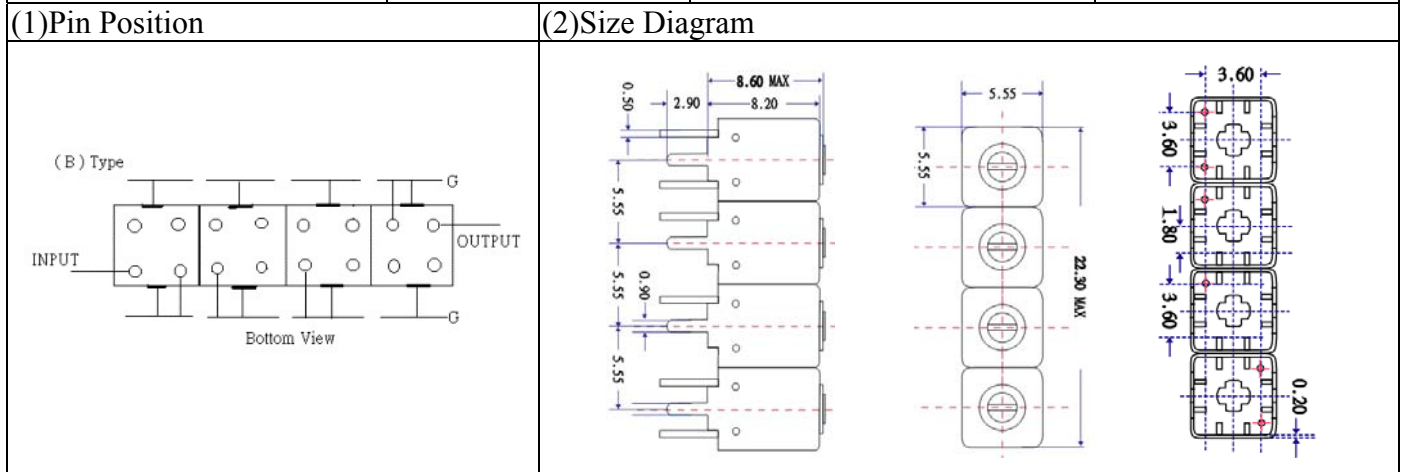 (1)Pin Position
(2)Size Diagram
(B) Type
G
OUTPUT
INPUT
G
Bottom View
8.60 MAX
8.20
2.90
0.50
5.55
5.55
0.90
5.55
5.55
5.55
22.30 MAX
3.60
3.60
1.80
3.60
0.20